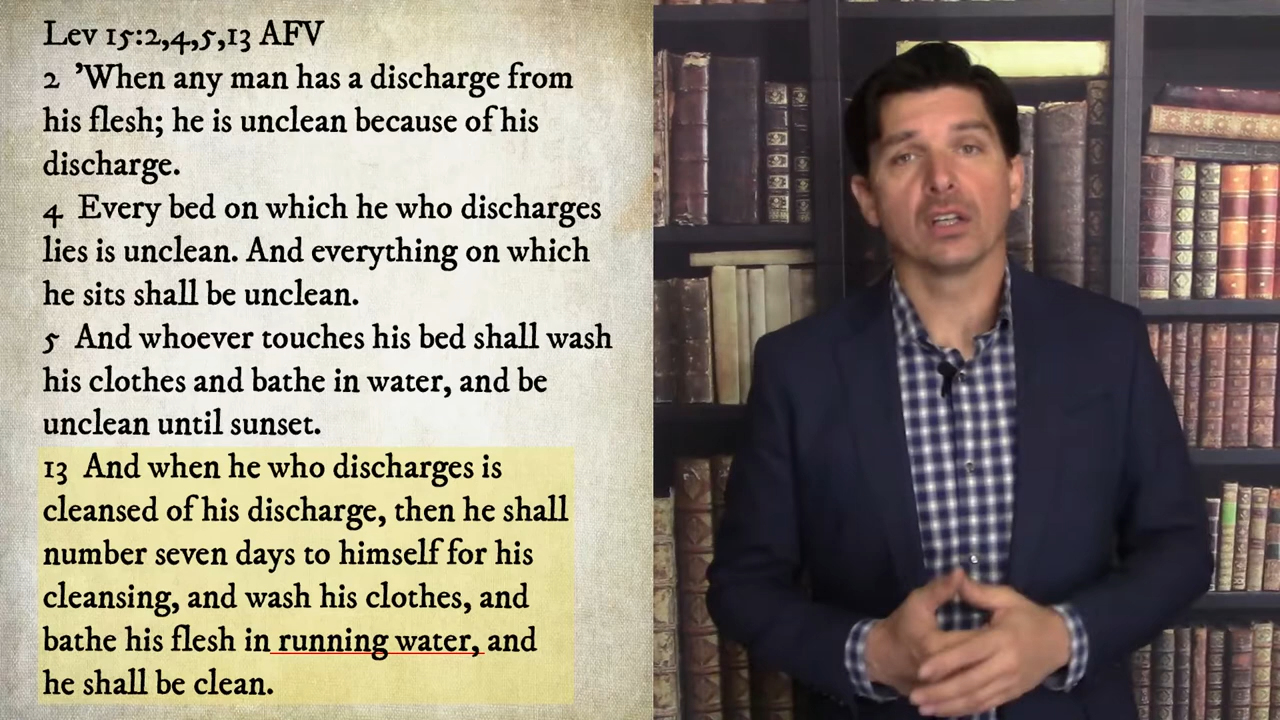 Lev 15:2,4,5,13 AFV
2 'When any man has a discharge from
his flesh; he is unclean because of his
discharge.
4 Every bed on which he who discharges
lies is unclean. And everything on which
he sits shall be unclean.
5 And whoever touches his bed shall wash
his clothes and bathe in water, and be
unclean until sunset.
13 And when he who discharges is
cleansed of his discharge, then he shall
number seven days to himself for his
cleansing, and wash his clothes, and
bathe his flesh in running water, and
he shall be clean.